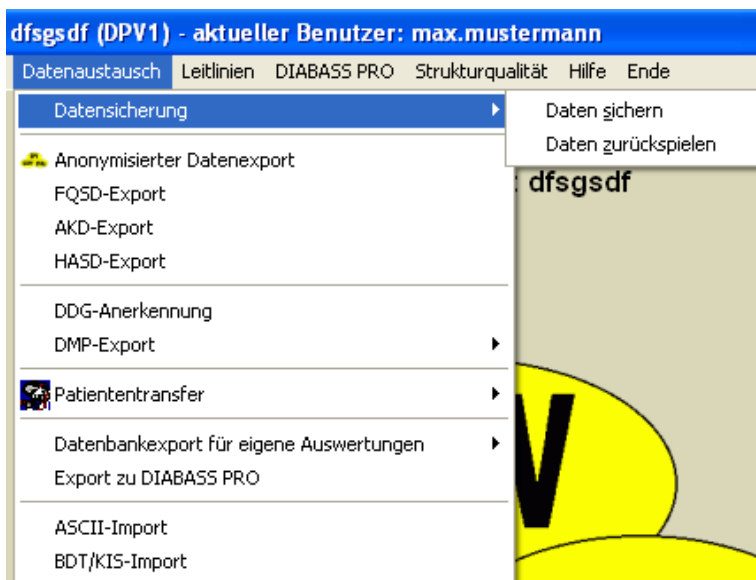 dfsgsdf (DPV1) - aktueller Benutzer: max.mustermann
Datenaustausch Leitlinien DIABASS PRO Strukturqualität Hilfe Ende
Datensicherung
Daten sichern
Daten zurückspielen
dfsgsdf
Anonymisierter Datenexport
FQSD-Export
AKD-Export
HASD-Export
DDG-Anerkennung
DMP-Export
Patiententransfer
Datenbankexport für eigene Auswertungen
Export zu DIABASS PRO
ASCII-Import
BDT/KIS-Import